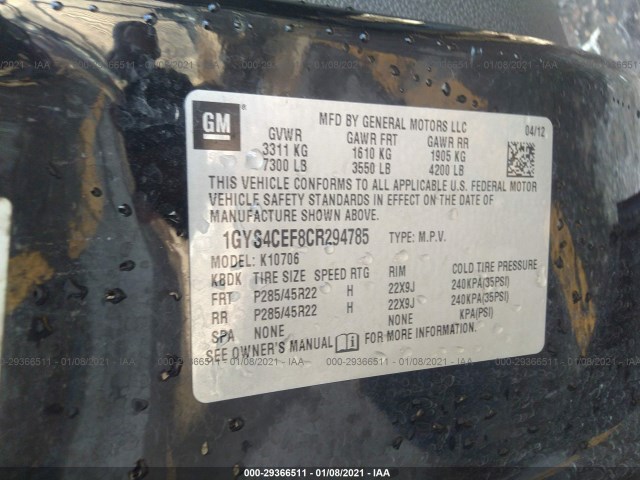 000-29366511 - 01/08/2021 - IAA
GM
MFD BY GENERAL MOTORS LLC
04/12
GVWR GAWR FRT GAWR RR
3311 KG 1610 KG 1905 KG
7300 LB 3550 LB 4200 LB
THIS VEHICLE CONFORMS TO ALL APPLICABLE U.S. FEDERAL MOTOR
VEHICLE SAFETY STANDARDS IN EFFECT ON THE DATE OF
MANUFACTURE SHOWN ABOVE.
1GYS4CEF8CR294785 TYPE: M.P.V.
MODEL: K10706
K8DK TIRE SIZE SPEED RTG RIM COLD TIRE PRESSURE
FRT P285/45R22 H 22X9J 240KPA(35PSI)
RR P285/45R22 H 22X9J 240KPA(35PSI)
SPA NONE NONE KPA(PSI)
SEE OWNER'S MANUAL FOR MORE INFORMATION.
000-29366511 - 01/08/2021 - IAA